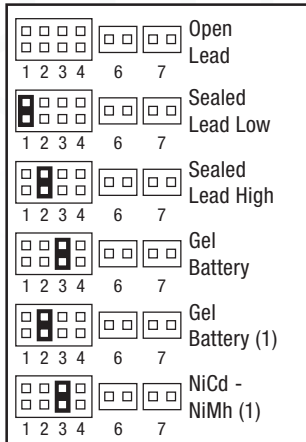 Open
Lead
1 2 3 4 6 7
Sealed
Lead Low
1 2 3 4 6 7
Sealed
Lead High
1 2 3 4 6 7
Gel
Battery
1 2 3 4 6 7
Gel
Battery (1)
1 2 3 4 6 7
NiCd -
NiMh (1)
1 2 3 4 6 7